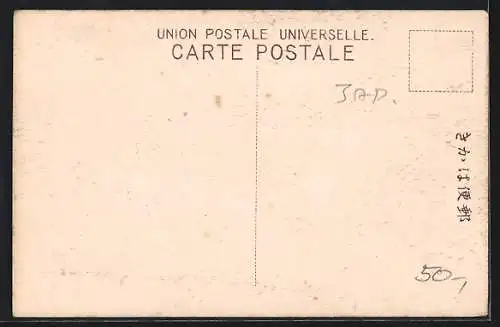 UNION POSTALE UNIVERSELLE.
CARTE POSTALE
JAP.
きかは便郵
50,-